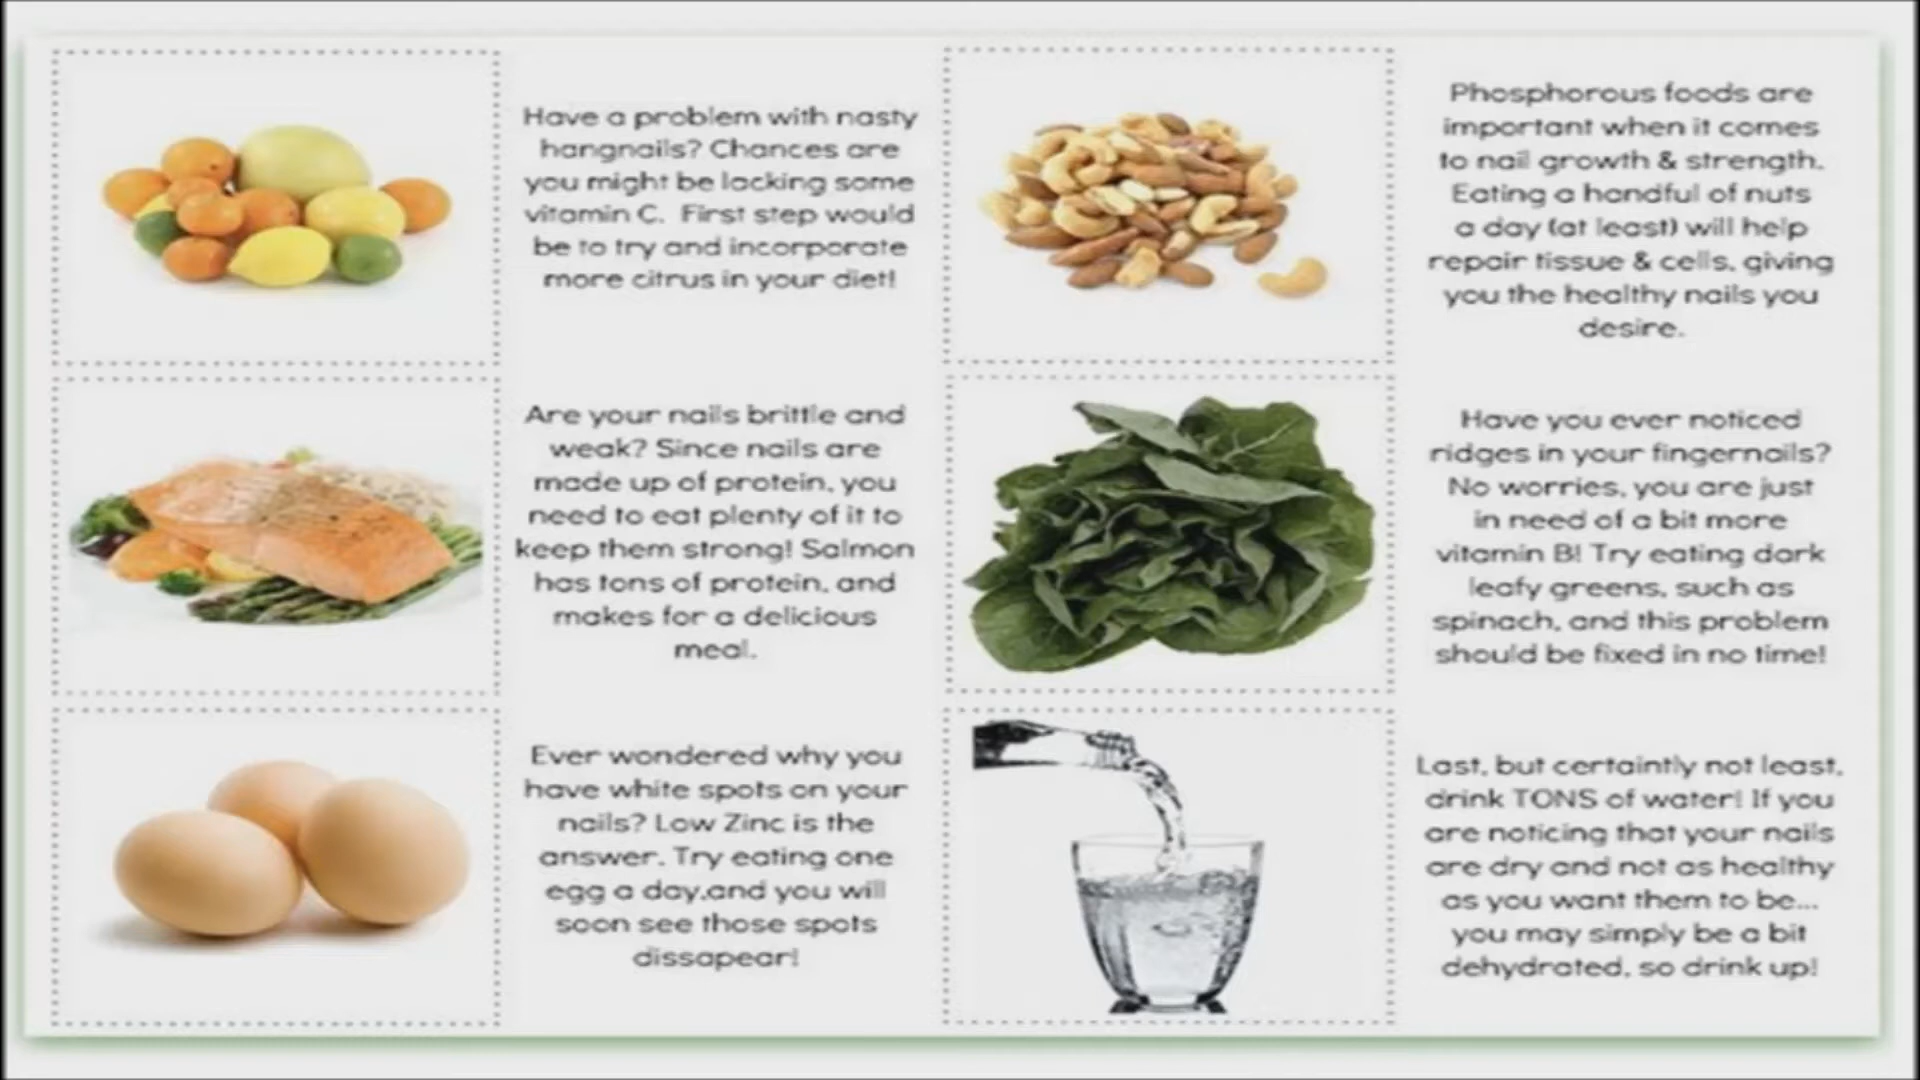 Have a problem with nasty
hangnails? Chances are
you might be lacking some
vitamin C. First step would
be to try and incorporate
more citrus in your diet!
Phosphorous foods are
important when it comes
to nail growth & strength.
Eating a handful of nuts
a day (at least) will help
repair tissue & cells, giving
you the healthy nails you
desire.
Are your nails brittle and
weak? Since nails are
made up of protein, you
need to eat plenty of it to
keep them strong! Salmon
has tons of protein, and
makes for a delicious
meal.
Have you ever noticed
ridges in your fingernails?
No worries, you are just
in need of a bit more
vitamin B! Try eating dark
leafy greens, such as
spinach, and this problem
should be fixed in no time!
Ever wondered why you
have white spots on your
nails? Low Zinc is the
answer. Try eating one
egg a day,and you will
soon see those spots
dissapear!
Last, but certaintly not least,
drink TONS of water! If you
are noticing that your nails
are dry and not as healthy
as you want them to be...
you may simply be a bit
dehydrated, so drink up!